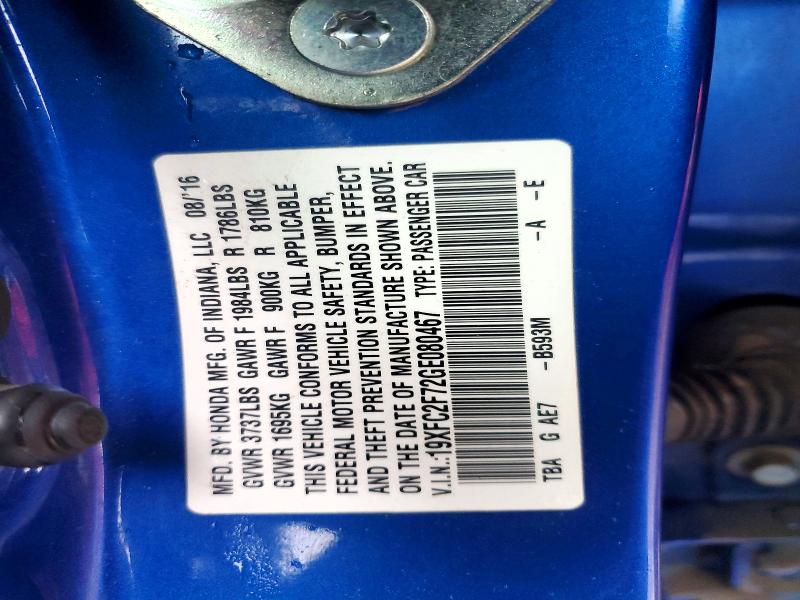 MFD. BY HONDA MFG. OF INDIANA, LLC 08/'16
GVWR 3737LBS GAWR F 1984LBS R 1786LBS
GVWR 1695KG GAWR F 900KG R 810KG
THIS VEHICLE CONFORMS TO ALL APPLICABLE
FEDERAL MOTOR VEHICLE SAFETY, BUMPER,
AND THEFT PREVENTION STANDARDS IN EFFECT
ON THE DATE OF MANUFACTURE SHOWN ABOVE.
V.I.N.:19XFC2F72GE080467 TYPE: PASSENGER CAR
TBA G AE7 -B593M -A -E